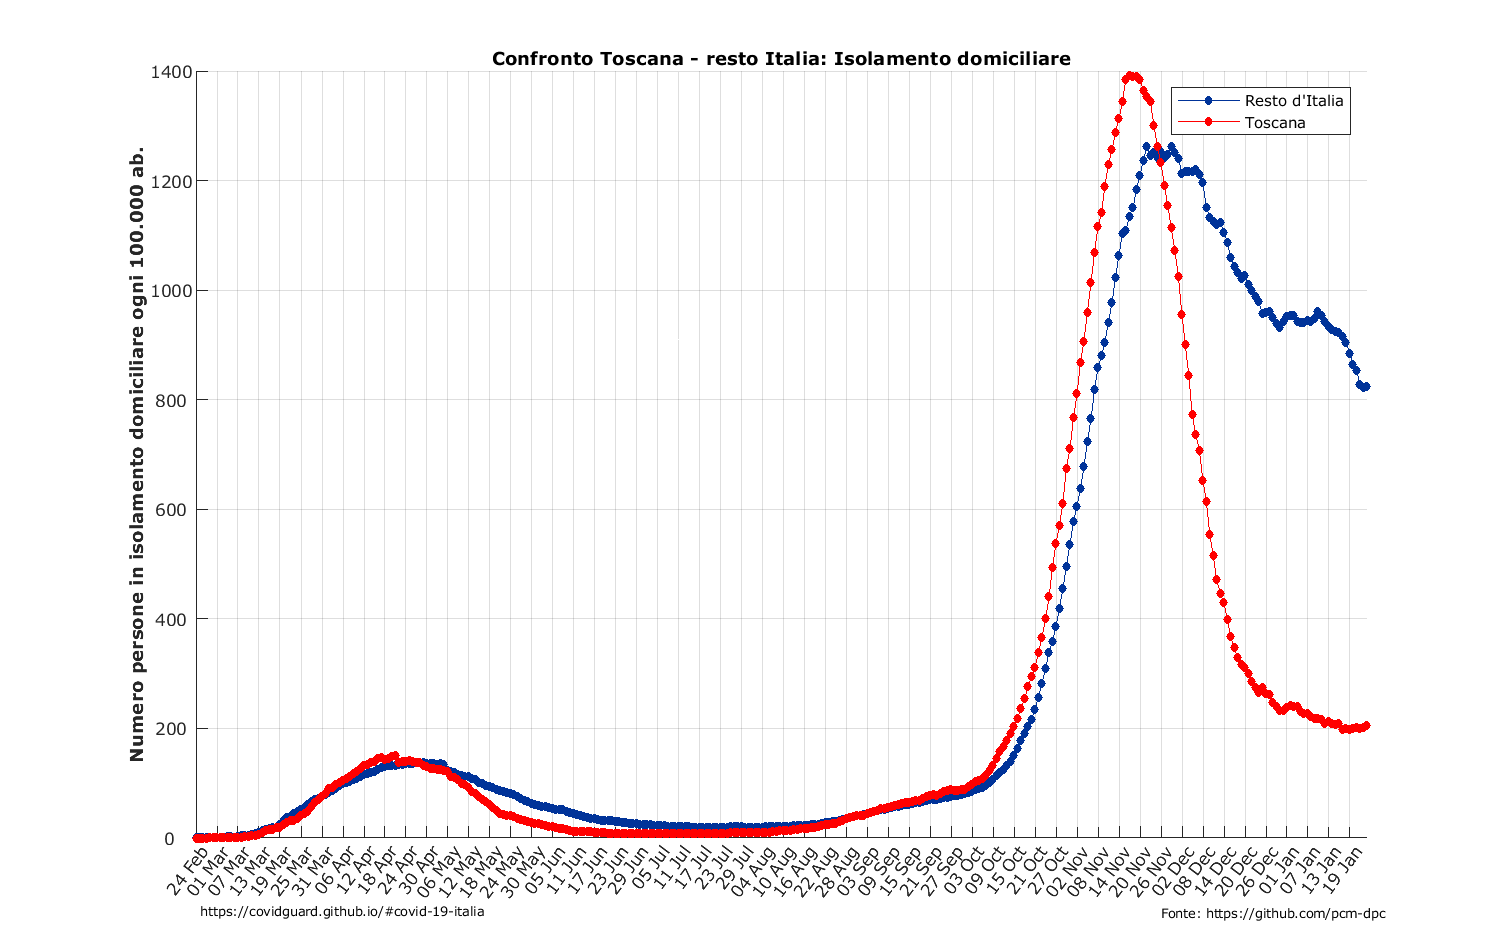 Confronto Toscana - resto Italia: Isolamento domiciliare
Numero persone in isolamento domiciliare ogni 100.000 ab.
1400
1200
1000
800
600
400
200
0
Resto d'Italia
Toscana
24 Feb
01 Mar
07 Mar
13 Mar
19 Mar
25 Mar
31 Mar
06 Apr
12 Apr
18 Apr
24 Apr
30 Apr
06 May
12 May
18 May
24 May
30 May
05 Jun
11 Jun
17 Jun
23 Jun
29 Jun
05 Jul
11 Jul
17 Jul
23 Jul
29 Jul
04 Aug
10 Aug
16 Aug
22 Aug
28 Aug
03 Sep
09 Sep
15 Sep
21 Sep
27 Sep
03 Oct
09 Oct
15 Oct
21 Oct
27 Oct
02 Nov
08 Nov
14 Nov
20 Nov
26 Nov
02 Dec
08 Dec
14 Dec
20 Dec
26 Dec
01 Jan
07 Jan
13 Jan
19 Jan
https://covidguard.github.io/#covid-19-italia
Fonte: https://github.com/pcm-dpc